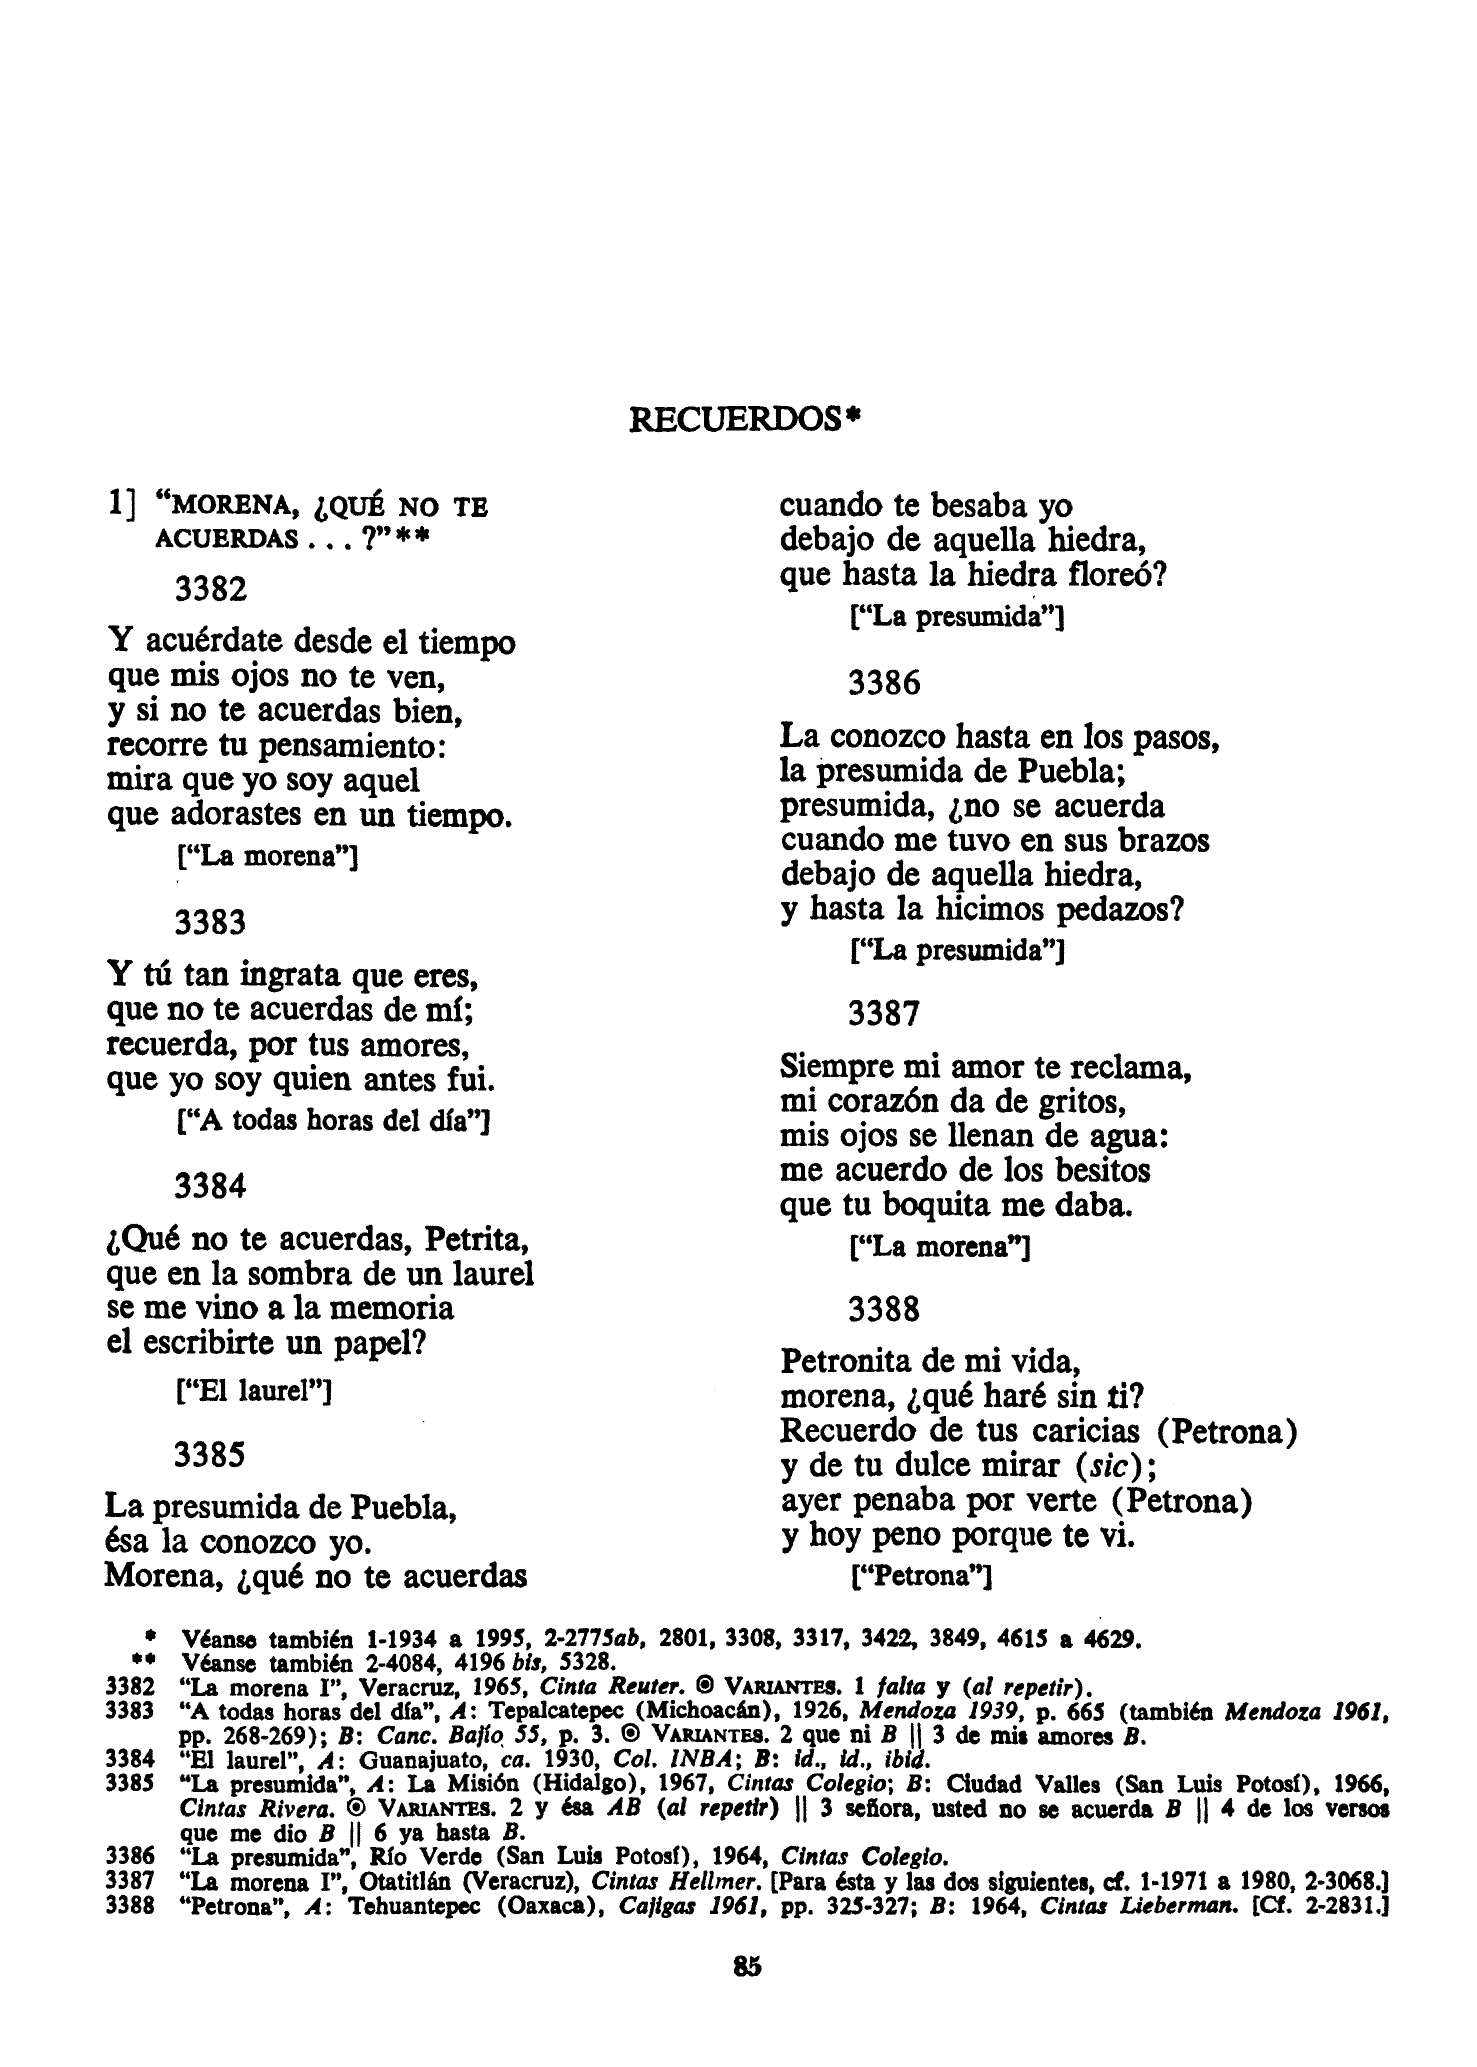 RECUERDOS*
1] “MORENA, ¿QUÉ NO TE
ACUERDAS . . . ?”**
3382
Y acuérdate desde el tiempo
que mis ojos no te ven,
y si no te acuerdas bien,
recorre tu pensamiento:
mira que yo soy aquel
que adorastes en un tiempo.
[“La morena”]
3383
Y tú tan ingrata que eres,
que no te acuerdas de mí;
recuerda, por tus amores,
que yo soy quien antes fui.
[“A todas horas del día”]
3384
¿Qué no te acuerdas, Petrita,
que en la sombra de un laurel
se me vino a la memoria
el escribirte un papel?
[“El laurel”]
3385
La presumida de Puebla,
ésa la conozco yo.
Morena, ¿qué no te acuerdas
cuando te besaba yo
debajo de aquella hiedra,
que hasta la hiedra floreó?
[“La presumida”]
3386
La conozco hasta en los pasos,
la presumida de Puebla;
presumida, ¿no se acuerda
cuando me tuvo en sus brazos
debajo de aquella hiedra,
y hasta la hicimos pedazos?
[“La presumida”]
3387
Siempre mi amor te reclama,
mi corazón da de gritos,
mis ojos se llenan de agua:
me acuerdo de los besitos
que tu boquita me daba.
[“La morena”]
3388
Petronita de mi vida,
morena, ¿qué haré sin ti?
Recuerdo de tus caricias (Petrona)
y de tu dulce mirar (sic);
ayer penaba por verte (Petrona)
y hoy peno porque te vi.
[“Petrona”]
* Véanse también 1-1934 a 1995, 2-2775ab, 2801, 3308, 3317, 3422, 3849, 4615 a 4629.
** Véanse también 2-4084, 4196 bis, 5328.
3382 “La morena I”, Veracruz, 1965, Cinta Reuter. ⊚ VARIANTES. 1 falta y (al repetir).
3383 “A todas horas del día”, A: Tepalcatepec (Michoacán), 1926, Mendoza 1939, p. 665 (también Mendoza 1961,
pp. 268-269); B: Canc. Bajío 55, p. 3. ⊚ VARIANTES. 2 que ni B || 3 de mis amores B.
3384 “El laurel”, A: Guanajuato, ca. 1930, Col. INBA; B: id., id., ibid.
3385 “La presumida”, A: La Misión (Hidalgo), 1967, Cintas Colegio; B: Ciudad Valles (San Luis Potosí), 1966,
Cintas Rivera. ⊚ VARIANTES. 2 y ésa AB (al repetir) || 3 señora, usted no se acuerda B || 4 de los versos
que me dio B || 6 ya hasta B.
3386 “La presumida”, Río Verde (San Luis Potosí), 1964, Cintas Colegio.
3387 “La morena I”, Otatitlán (Veracruz), Cintas Hellmer. [Para ésta y las dos siguientes, cf. 1-1971 a 1980, 2-3068.]
3388 “Petrona”, A: Tehuantepec (Oaxaca), Cajigas 1961, pp. 325-327; B: 1964, Cintas Lieberman. [Cf. 2-2831.]
85